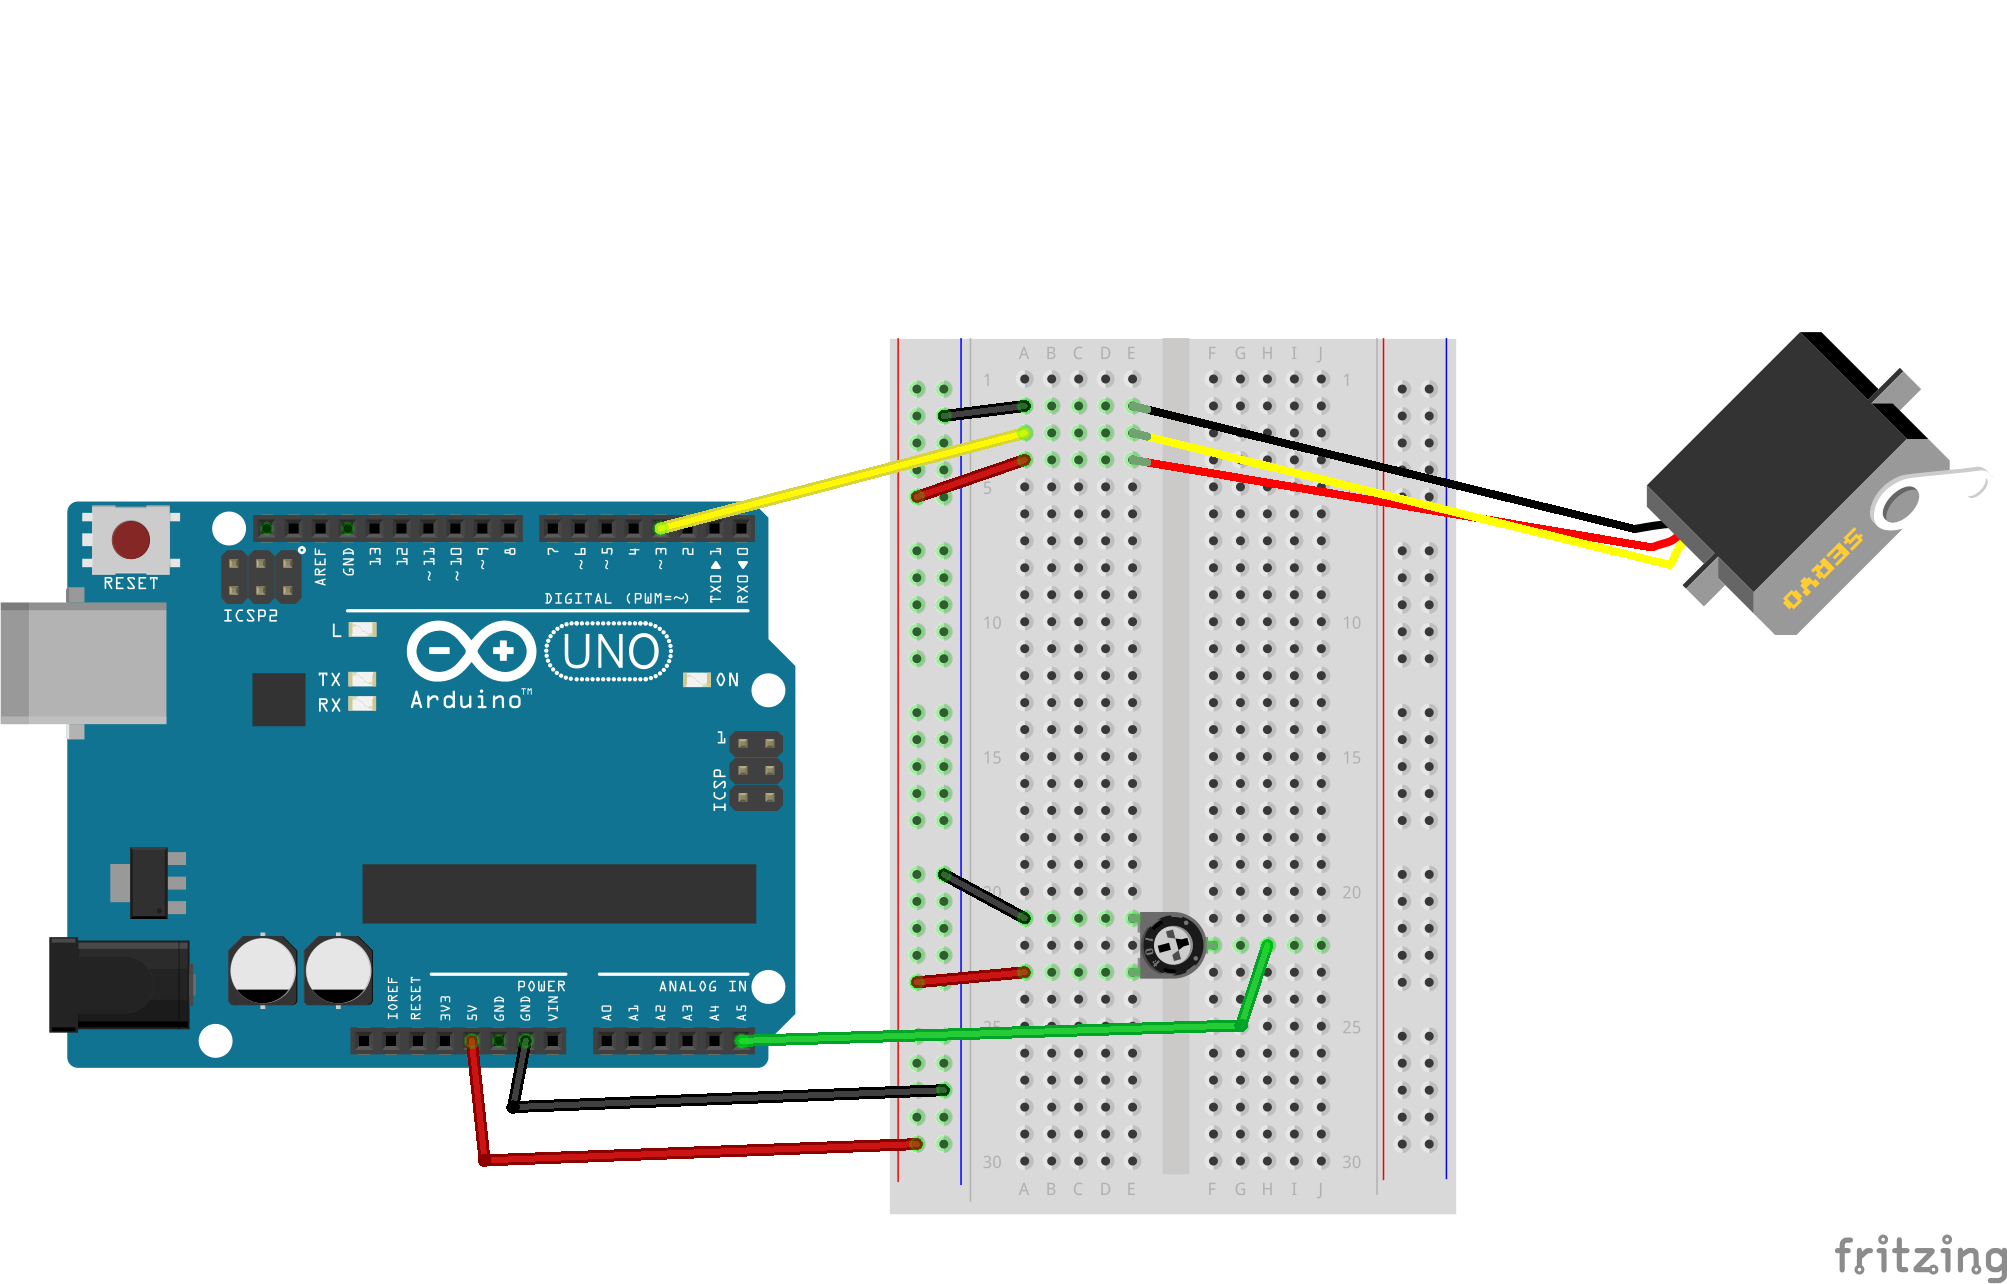 A B C D E F G H I J
1 1
5
RESET
ICSP2
AREF GND 13 12 ~11 ~10 ~9 8 7 ~6 ~5 4 ~3 2 TX0 1 RX0 0
DIGITAL (PWM=~)
L
TX
RX
UNO
Arduino™
ON
1
ICSP
SERVO
10 10
15 15
20 20
IOREF RESET 3V3 5V GND GND VIN
POWER
A0 A1 A2 A3 A4 A5
ANALOG IN
25 25
30 30
A B C D E F G H I J
fritzing